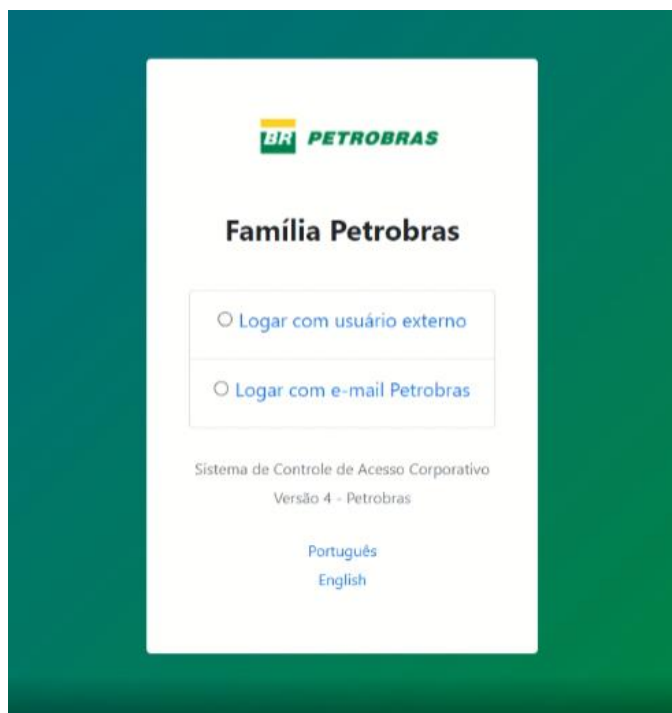 BR PETROBRAS
Família Petrobras
Logar com usuário externo
Logar com e-mail Petrobras
Sistema de Controle de Acesso Corporativo
Versão 4 - Petrobras
Português
English